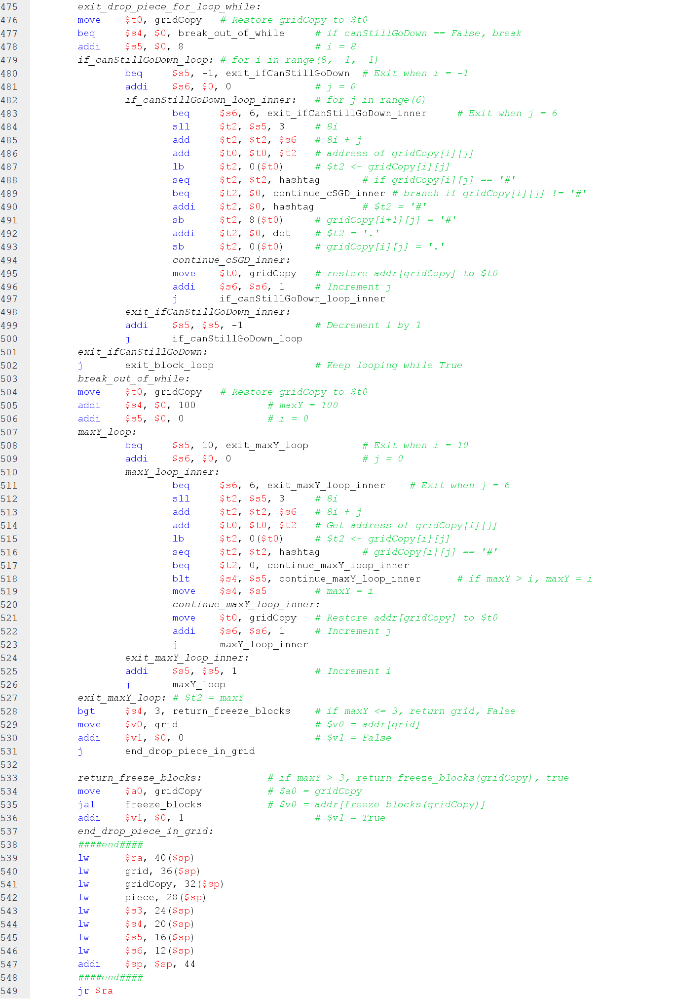 475 exit_drop_piece_for_loop_while:
476 move $t0, gridCopy # Restore gridCopy to $t0
477 beq $s4, $0, break_out_of_while # if canStillGoDown == False, break
478 addi $s5, $0, 8 # i = 8
479 if_canStillGoDown_loop: # for i in range(8, -1, -1)
480 beq $s5, -1, exit_ifCanStillGoDown # Exit when i = -1
481 addi $s6, $0, 0 # j = 0
482 if_canStillGoDown_loop_inner: # for j in range(6)
483 beq $s6, 6, exit_ifCanStillGoDown_inner # Exit when j = 6
484 sll $t2, $s5, 3 # 8i
485 add $t2, $t2, $s6 # 8i + j
486 add $t0, $t0, $t2 # address of gridCopy[i][j]
487 lb $t2, 0($t0) # $t2 <- gridCopy[i][j]
488 seq $t2, $t2, hashtag # if gridCopy[i][j] == '#'
489 beq $t2, $0, continue_cSGD_inner # branch if gridCopy[i][j] != '#'
490 addi $t2, $0, hashtag # $t2 = '#'
491 sb $t2, 8($t0) # gridCopy[i+1][j] = '#'
492 addi $t2, $0, dot # $t2 = '.'
493 sb $t2, 0($t0) # gridCopy[i][j] = '.'
494 continue_cSGD_inner:
495 move $t0, gridCopy # restore addr[gridCopy] to $t0
496 addi $s6, $s6, 1 # Increment j
497 j if_canStillGoDown_loop_inner
498 exit_ifCanStillGoDown_inner:
499 addi $s5, $s5, -1 # Decrement i by 1
500 j if_canStillGoDown_loop
501 exit_ifCanStillGoDown:
502 j exit_block_loop # Keep looping while True
503 break_out_of_while:
504 move $t0, gridCopy # Restore gridCopy to $t0
505 addi $s4, $0, 100 # maxY = 100
506 addi $s5, $0, 0 # i = 0
507 maxY_loop:
508 beq $s5, 10, exit_maxY_loop # Exit when i = 10
509 addi $s6, $0, 0 # j = 0
510 maxY_loop_inner:
511 beq $s6, 6, exit_maxY_loop_inner # Exit when j = 6
512 sll $t2, $s5, 3 # 8i
513 add $t2, $t2, $s6 # 8i + j
514 add $t0, $t0, $t2 # Get address of gridCopy[i][j]
515 lb $t2, 0($t0) # $t2 <- gridCopy[i][j]
516 seq $t2, $t2, hashtag # gridCopy[i][j] == '#'
517 beq $t2, 0, continue_maxY_loop_inner
518 blt $s4, $s5, continue_maxY_loop_inner # if maxY > i, maxY = i
519 move $s4, $s5 # maxY = i
520 continue_maxY_loop_inner:
521 move $t0, gridCopy # Restore addr[gridCopy] to $t0
522 addi $s6, $s6, 1 # Increment j
523 j maxY_loop_inner
524 exit_maxY_loop_inner:
525 addi $s5, $s5, 1 # Increment i
526 j maxY_loop
527 exit_maxY_loop: # $t2 = maxY
528 bgt $s4, 3, return_freeze_blocks # if maxY <= 3, return grid, False
529 move $v0, grid # $v0 = addr[grid]
530 addi $v1, $0, 0 # $v1 = False
531 j end_drop_piece_in_grid
532
533 return_freeze_blocks: # if maxY > 3, return freeze_blocks(gridCopy), true
534 move $a0, gridCopy # $a0 = gridCopy
535 jal freeze_blocks # $v0 = addr[freeze_blocks(gridCopy)]
536 addi $v1, $0, 1 # $v1 = True
537 end_drop_piece_in_grid:
538 ####end####
539 lw $ra, 40($sp)
540 lw grid, 36($sp)
541 lw gridCopy, 32($sp)
542 lw piece, 28($sp)
543 lw $s3, 24($sp)
544 lw $s4, 20($sp)
545 lw $s5, 16($sp)
546 lw $s6, 12($sp)
547 addi $sp, $sp, 44
548 ####end####
549 jr $ra